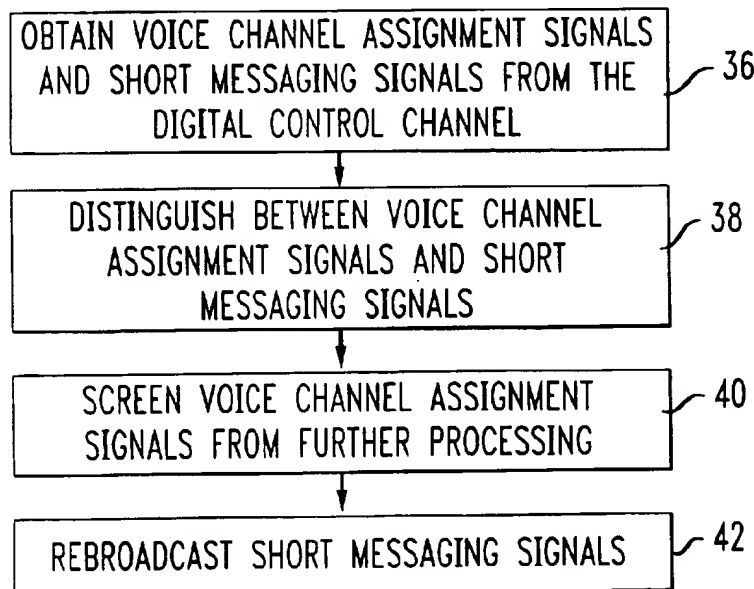 OBTAIN VOICE CHANNEL ASSIGNMENT SIGNALS
AND SHORT MESSAGING SIGNALS FROM THE
DIGITAL CONTROL CHANNEL
36
DISTINGUISH BETWEEN VOICE CHANNEL
ASSIGNMENT SIGNALS AND SHORT
MESSAGING SIGNALS
38
SCREEN VOICE CHANNEL ASSIGNMENT
SIGNALS FROM FURTHER PROCESSING
40
REBROADCAST SHORT MESSAGING SIGNALS
42